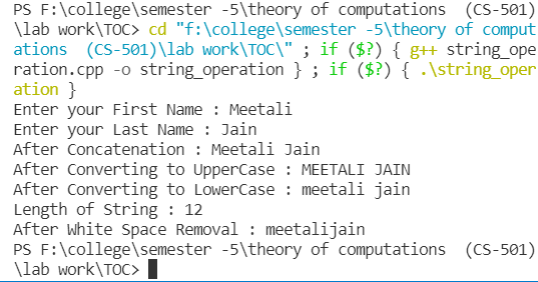 PS F:\college\semester -5\theory of computations  (CS-501)
\lab work\TOC> cd "f:\college\semester -5\theory of comput
ations  (CS-501)\lab work\TOC\" ; if ($?) { g++ string_ope
ration.cpp -o string_operation } ; if ($?) { .\string_oper
ation }
Enter your First Name : Meetali
Enter your Last Name : Jain
After Concatenation : Meetali Jain
After Converting to UpperCase : MEETALI JAIN
After Converting to LowerCase : meetali jain
Length of String : 12
After White Space Removal : meetalijain
PS F:\college\semester -5\theory of computations  (CS-501)
\lab work\TOC>